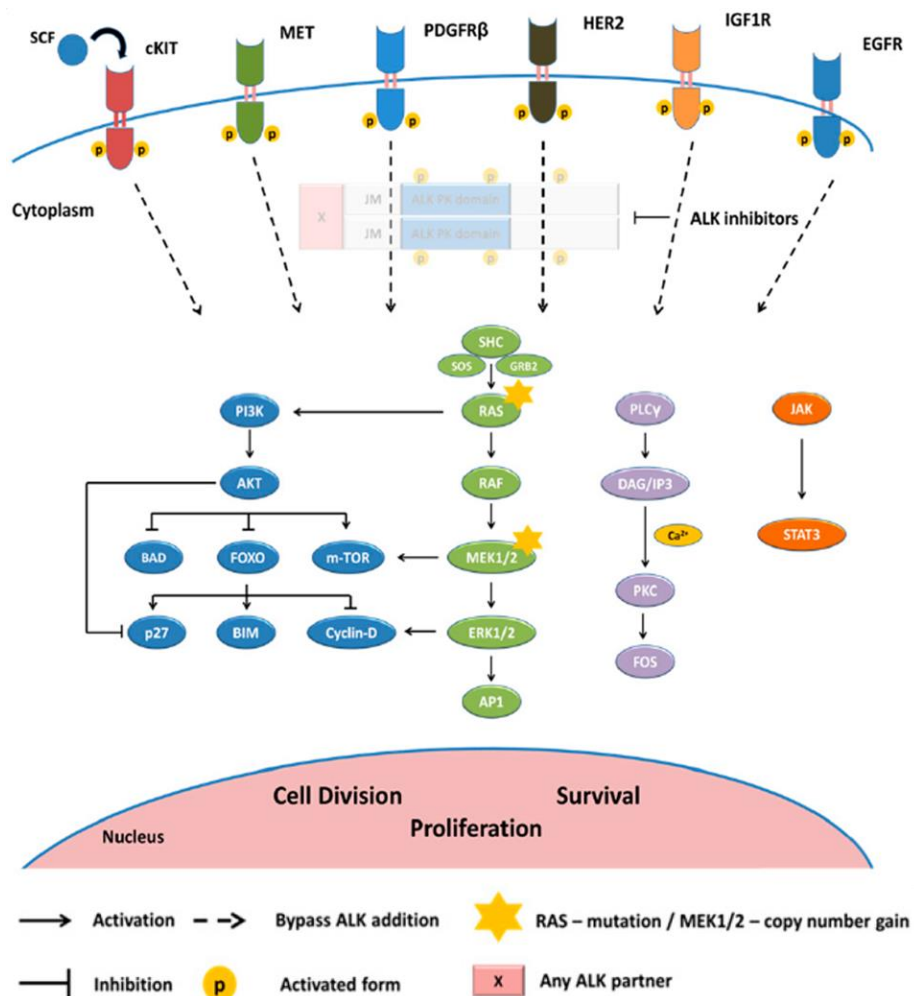 SCF
cKIT
MET
PDGFRβ
HER2
IGF1R
EGFR
p p
p p
p p
p p
p p
p p
Cytoplasm
p p p
X JM ALK PK domain
JM ALK PK domain
p p p
ALK inhibitors
SHC
SOS GRB2
PI3K RAS PLCγ JAK
AKT RAF DAG/IP3
Ca²⁺
BAD FOXO m-TOR MEK1/2 STAT3
PKC
p27 BIM Cyclin-D ERK1/2
FOS
AP1
Cell Division Survival
Proliferation
Nucleus
Activation Bypass ALK addition RAS – mutation / MEK1/2 – copy number gain
Inhibition p Activated form X Any ALK partner